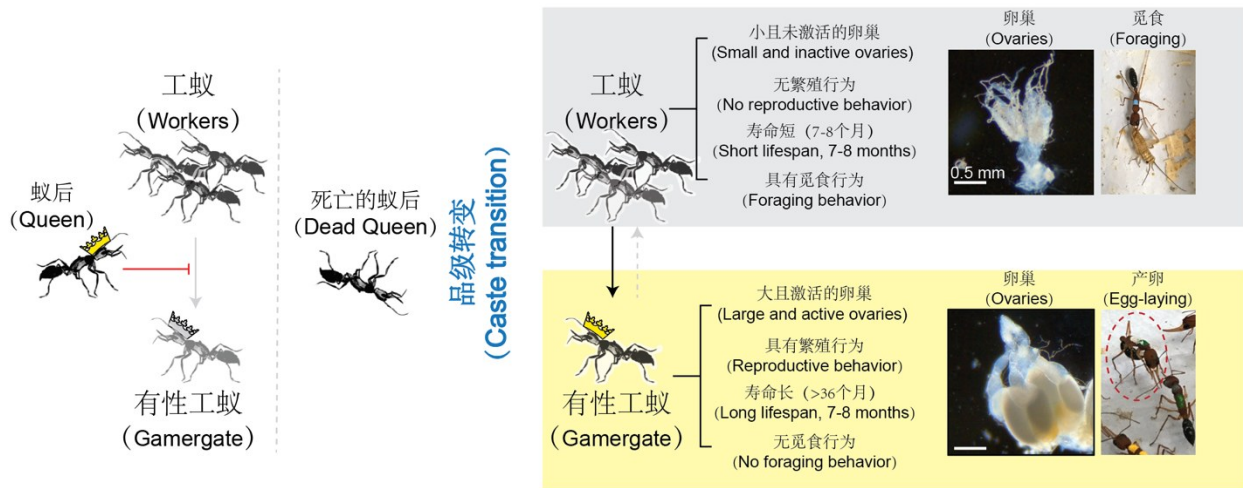 工蚁
(Workers)
蚁后
(Queen)
有性工蚁
(Gamergate)
死亡的蚁后
(Dead Queen)
品级转变
(Caste transition)
工蚁
(Workers)
小且未激活的卵巢
(Small and inactive ovaries)
无繁殖行为
(No reproductive behavior)
寿命短（7-8个月）
(Short lifespan, 7-8 months)
具有觅食行为
(Foraging behavior)
卵巢
(Ovaries)
0.5 mm
觅食
(Foraging)
有性工蚁
(Gamergate)
大且激活的卵巢
(Large and active ovaries)
具有繁殖行为
(Reproductive behavior)
寿命长（>36个月）
(Long lifespan, 7-8 months)
无觅食行为
(No foraging behavior)
卵巢
(Ovaries)
产卵
(Egg-laying)